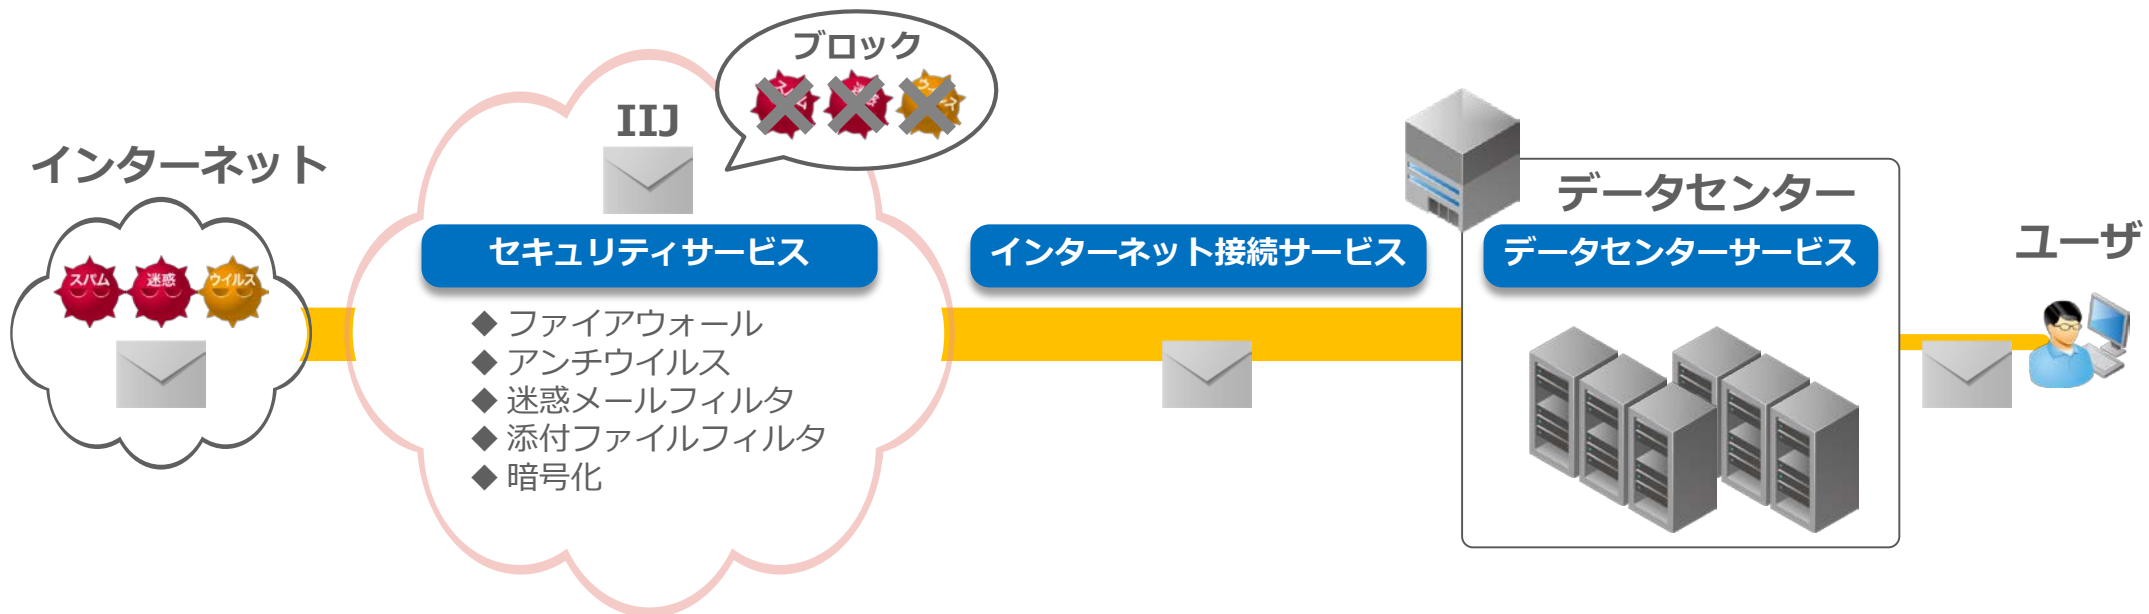 インターネット
スパム
迷惑
ウイルス
IIJ
ブロック
セキュリティサービス
◆ ファイアウォール
◆ アンチウイルス
◆ 迷惑メールフィルタ
◆ 添付ファイルフィルタ
◆ 暗号化
インターネット接続サービス
データセンター
データセンターサービス
ユーザ